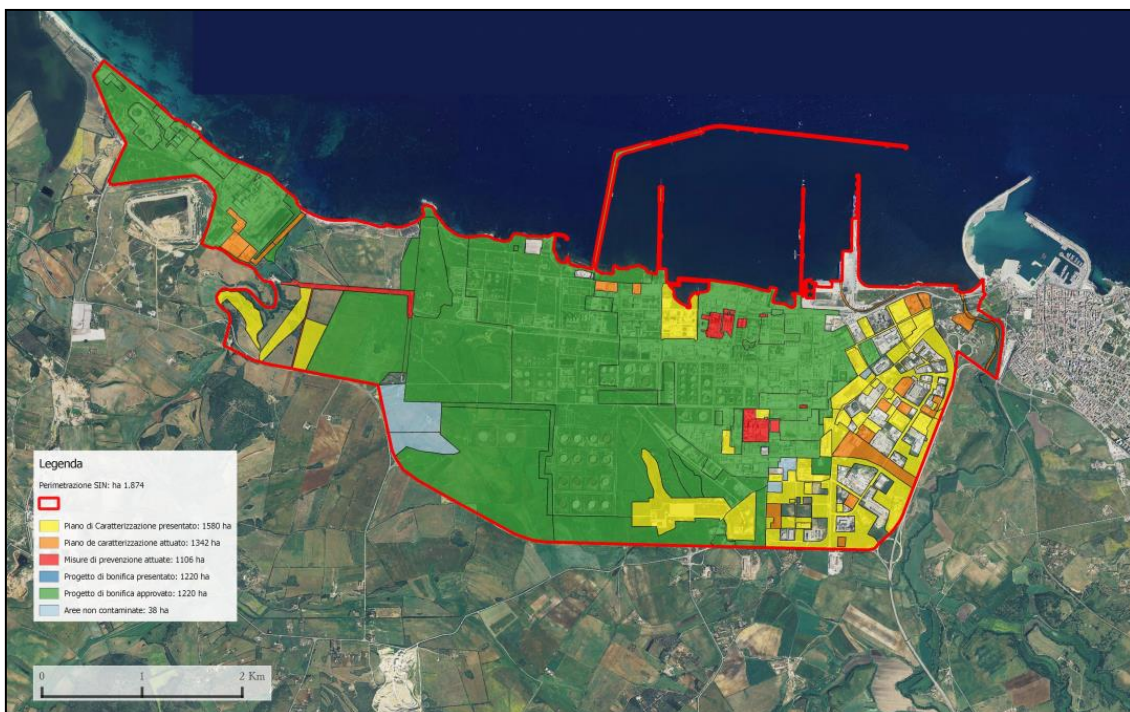 Legenda
Perimetrazione SIN: ha 1.874
Piano di Caratterizzazione presentato: 1580 ha
Piano de caratterizzazione attuato: 1342 ha
Misure di prevenzione attuate: 1106 ha
Progetto di bonifica presentato: 1220 ha
Progetto di bonifica approvato: 1220 ha
Aree non contaminate: 38 ha
0 1 2 Km